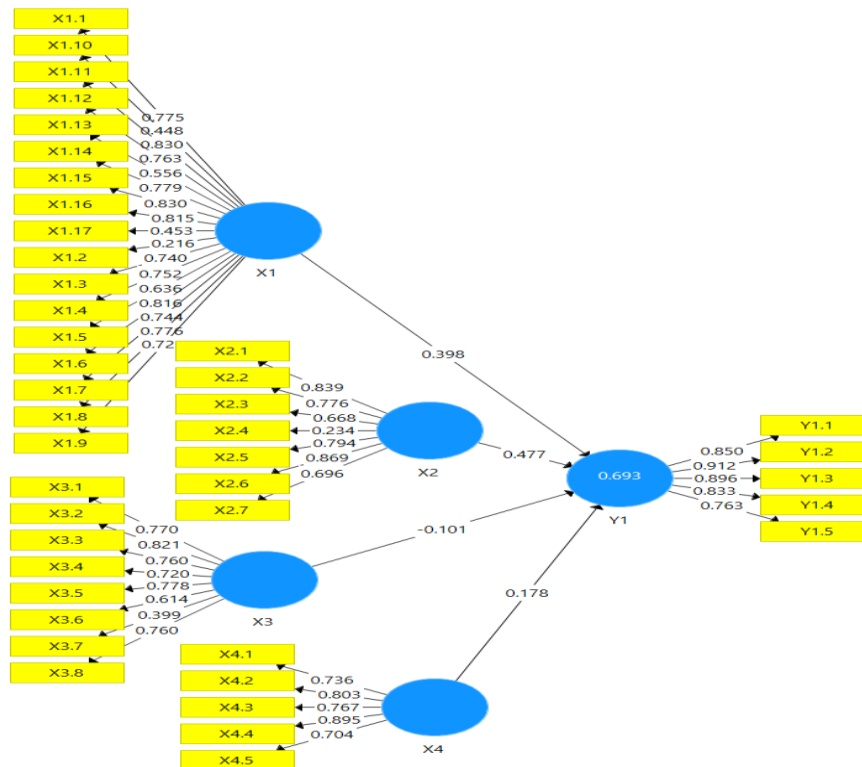 X1.1
X1.10
X1.11
X1.12
X1.13
X1.14
X1.15
X1.16
X1.17
X1.2
X1.3
X1.4
X1.5
X1.6
X1.7
X1.8
X1.9
0.775
0.448
0.830
0.763
0.556
0.779
0.830
0.815
0.453
0.216
0.740
0.752
0.636
0.816
0.744
0.776
0.72
X1
0.398
X2.1
X2.2
X2.3
X2.4
X2.5
X2.6
X2.7
0.839
0.776
0.668
0.234
0.794
0.869
0.696
X2
0.477
0.693
Y1
0.850
0.912
0.896
0.833
0.763
Y1.1
Y1.2
Y1.3
Y1.4
Y1.5
X3.1
X3.2
X3.3
X3.4
X3.5
X3.6
X3.7
X3.8
0.770
0.821
0.760
0.720
0.778
0.614
0.399
0.760
X3
-0.101
0.178
X4.1
X4.2
X4.3
X4.4
X4.5
0.736
0.803
0.767
0.895
0.704
X4